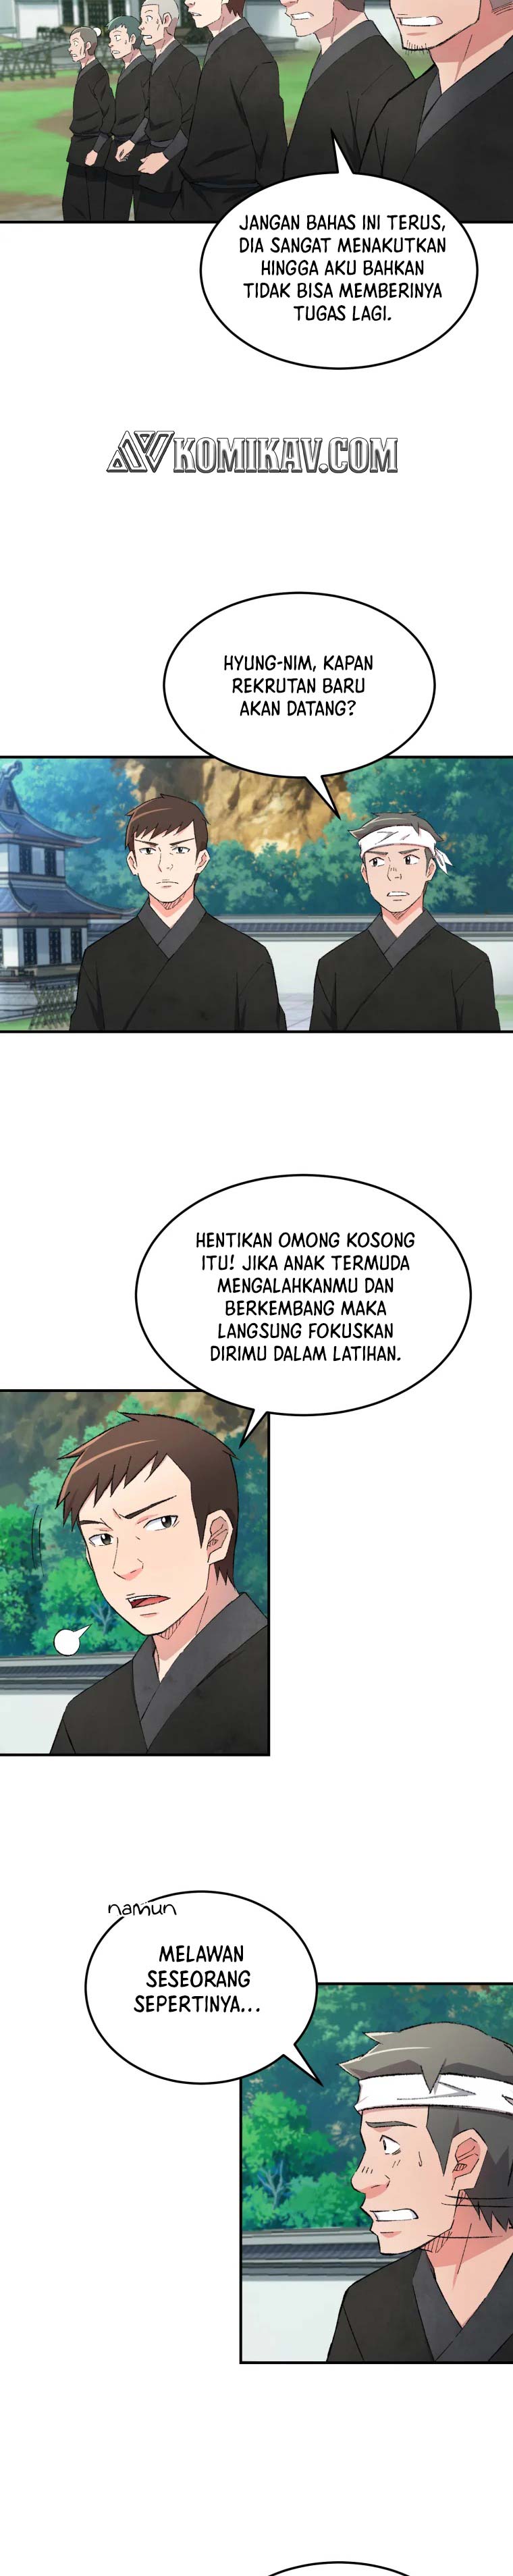 JANGAN BAHAS INI TERUS,
DIA SANGAT MENAKUTKAN
HINGGA AKU BAHKAN
TIDAK BISA MEMBERINYA
TUGAS LAGI.
KOMIKAV.COM
HYUNG-NIM, KAPAN
REKRUTAN BARU
AKAN DATANG?
HENTIKAN OMONG KOSONG
ITU! JIKA ANAK TERMUDA
MENGALAHKANMU DAN
BERKEMBANG MAKA
LANGSUNG FOKUSKAN
DIRIMU DALAM LATIHAN.
namun
MELAWAN
SESEORANG
SEPERTINYA...